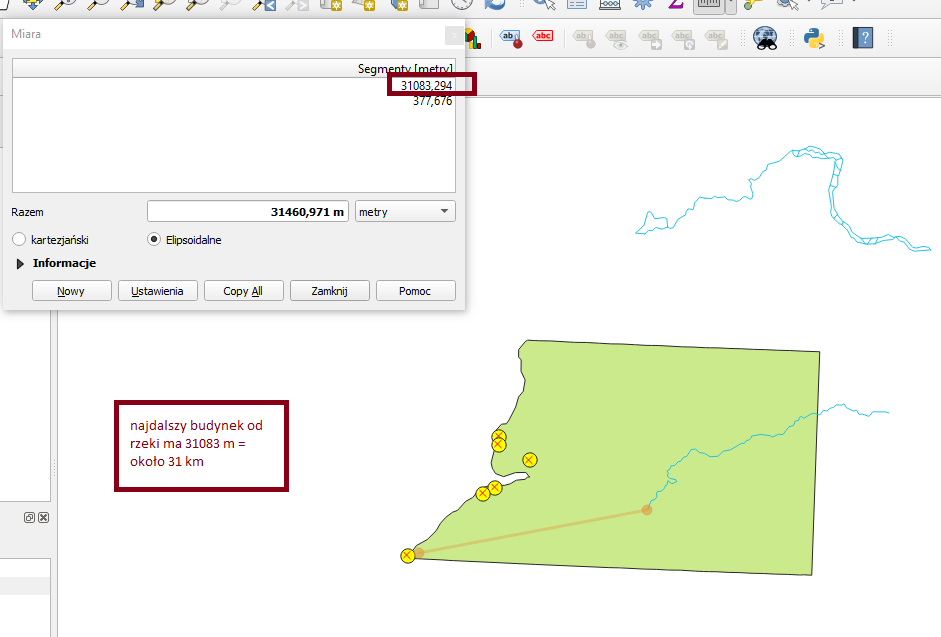 Miara
Segmenty [metry]
31083,294
377,676
Razem
31460,971 m
metry
kartezjański
Elipsoidalne
Informacje
Nowy
Ustawienia
Copy All
Zamknij
Pomoc
abc
najdalszy budynek od
rzeki ma 31083 m =
około 31 km